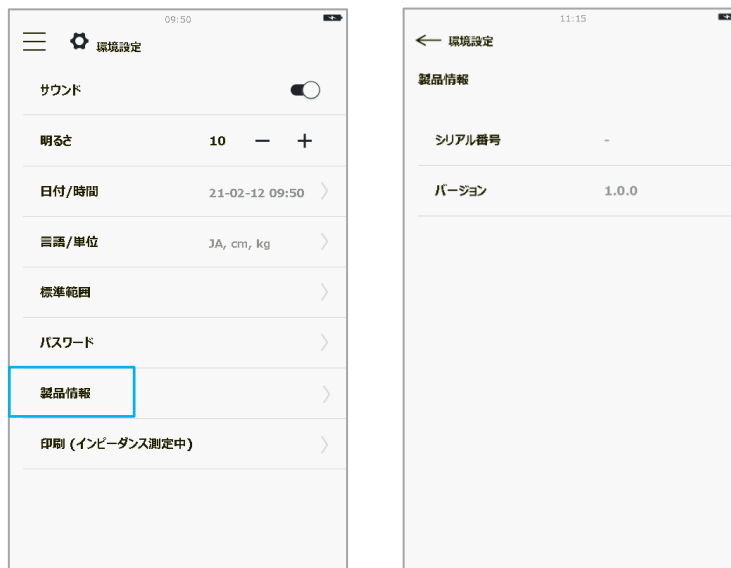 09:50
環境設定
サウンド
明るさ 10 − +
日付/時間 21-02-12 09:50
言語/単位 JA, cm, kg
標準範囲
パスワード
製品情報
印刷 (インピーダンス測定中)
11:15
環境設定
製品情報
シリアル番号 -
バージョン 1.0.0